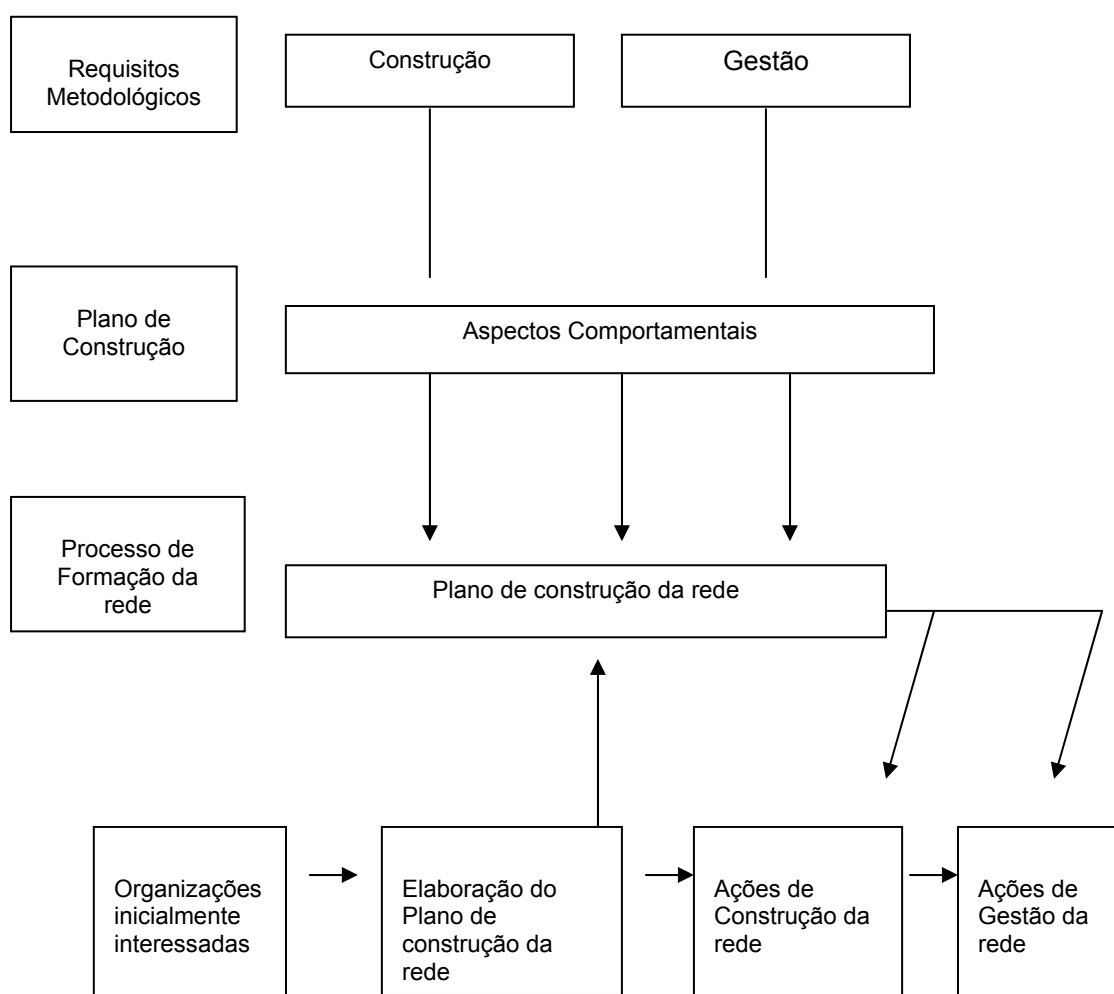 Requisitos
Metodológicos
Construção
Gestão
Plano de
Construção
Aspectos Comportamentais
Processo de
Formação da
rede
Plano de construção da rede
Organizações
inicialmente
interessadas
Elaboração do
Plano de
construção da
rede
Ações de
Construção da
rede
Ações de
Gestão da
rede